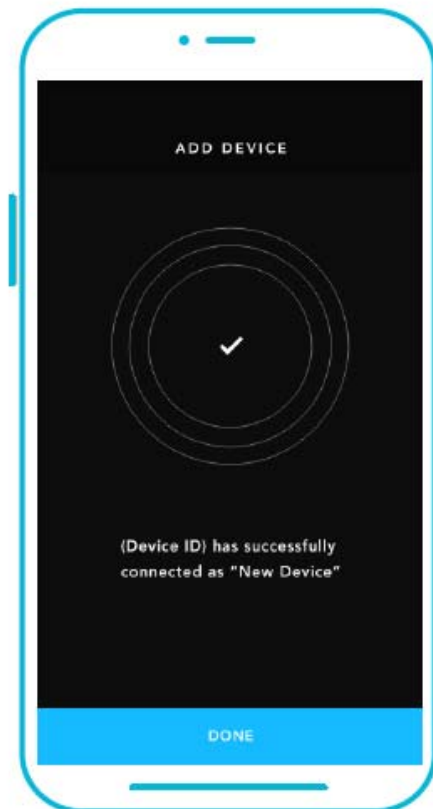 ADD DEVICE
(Device ID) has successfully
connected as "New Device"
DONE